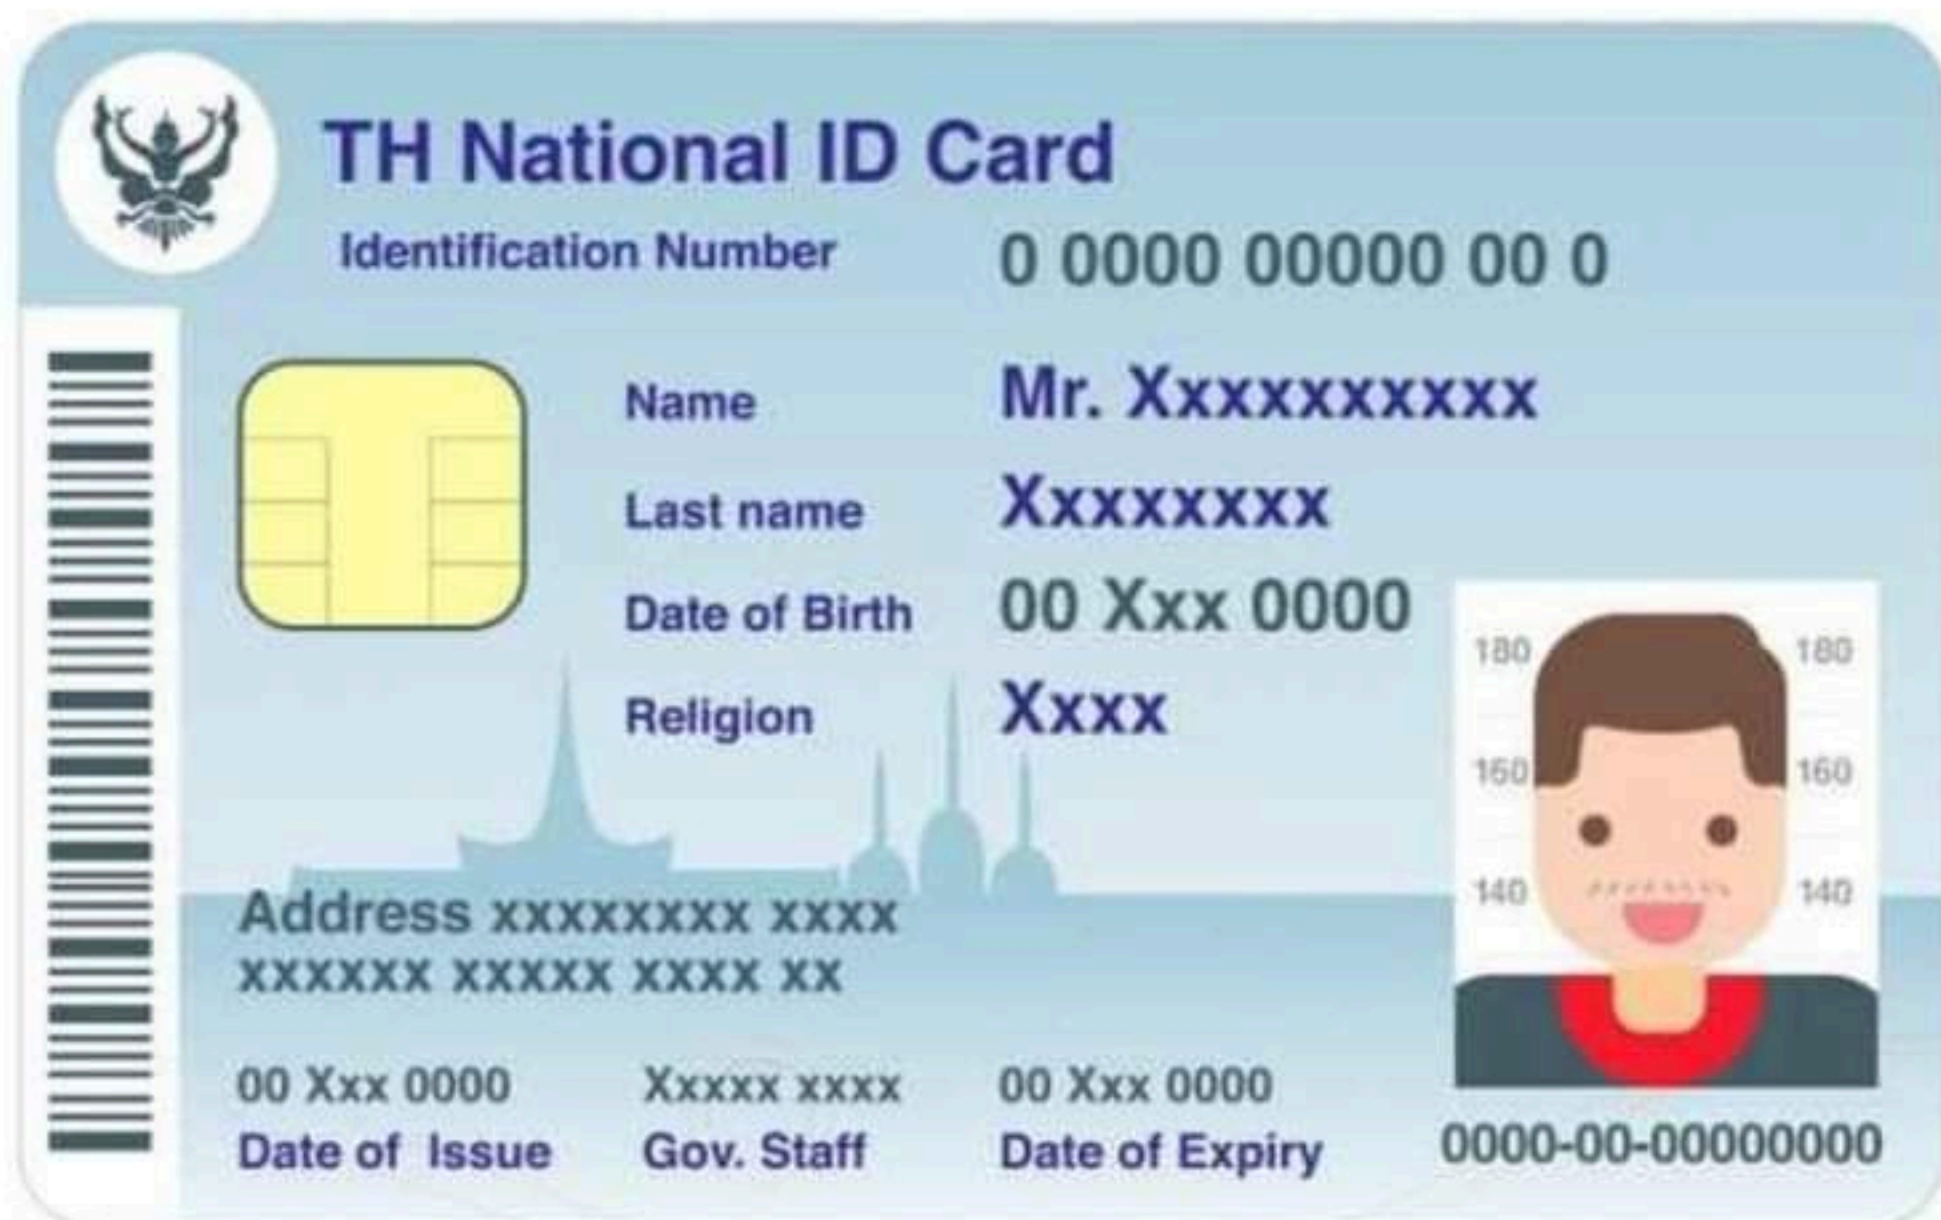 TH National ID Card
Identification Number 0 0000 00000 00 0
Name Mr. Xxxxxxxxxxx
Last name Xxxxxxxxx
Date of Birth 00 Xxx 0000
Religion Xxxx
180 180
160 160
140 140
Address xxxxxxxx xxxx
xxxxxx xxxxx xxxx xx
00 Xxx 0000 Xxxxx xxxx 00 Xxx 0000
Date of Issue Gov. Staff Date of Expiry 0000-00-00000000